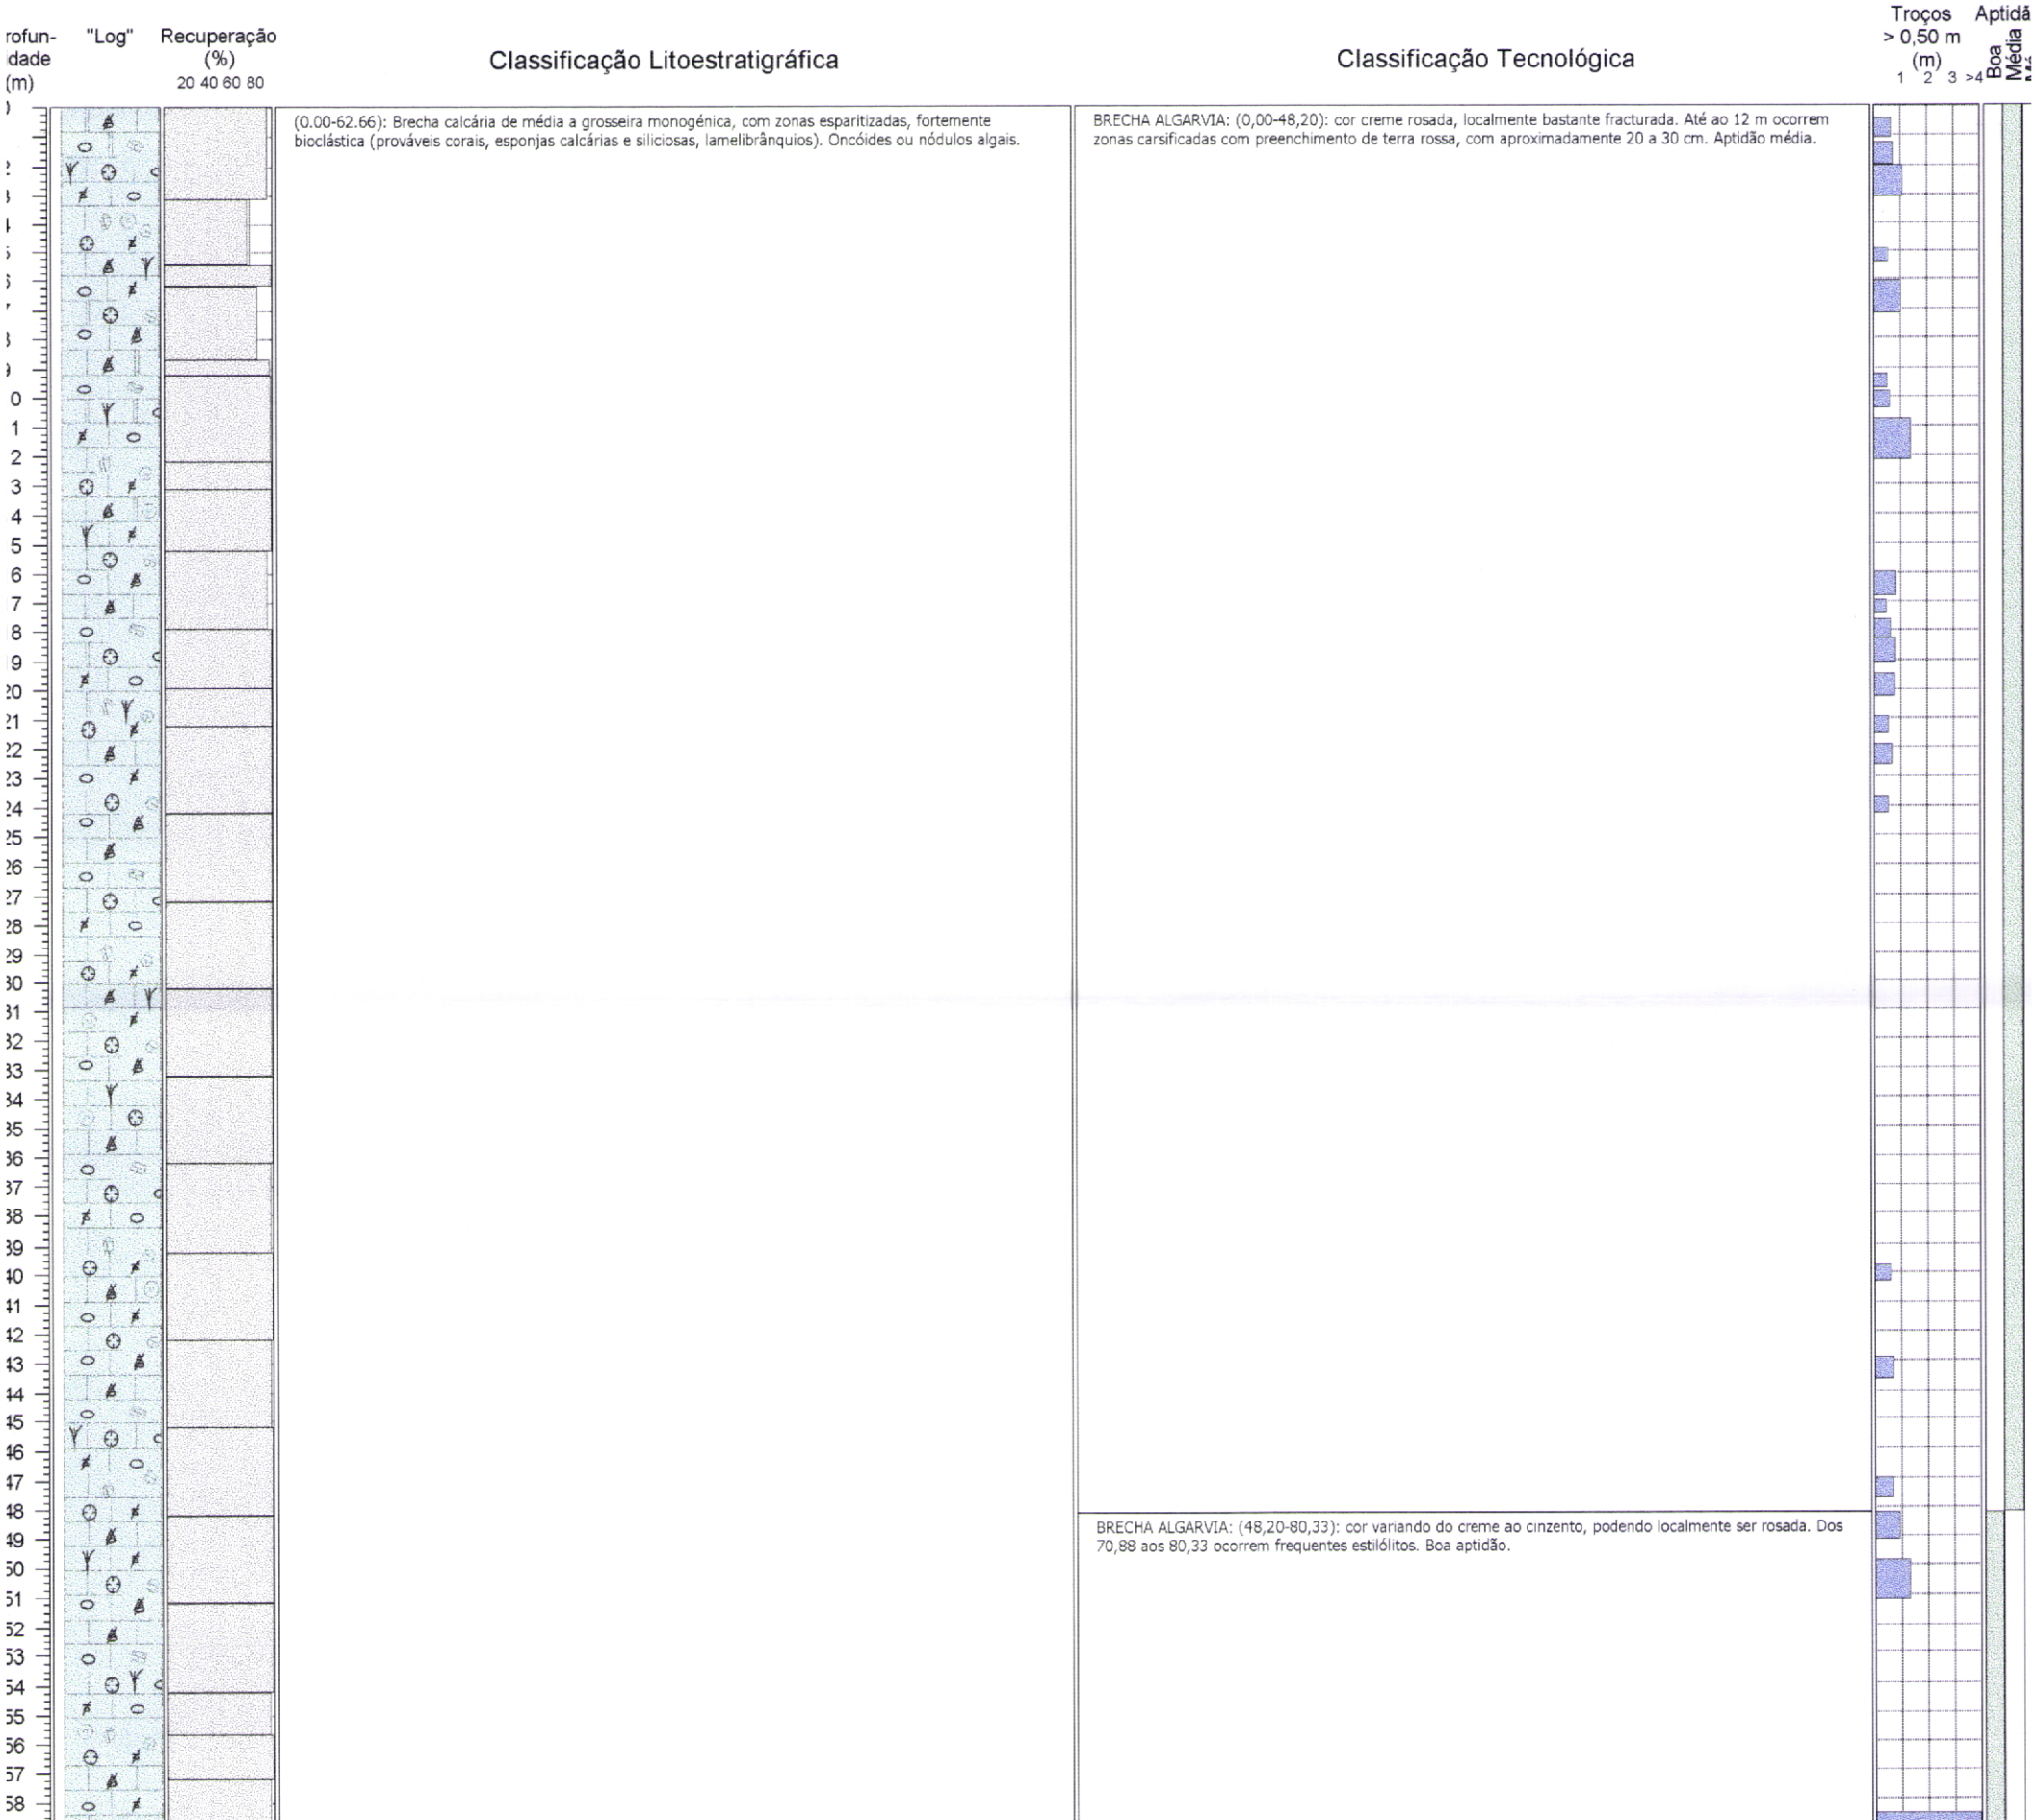 rofun-
dade
(m)
"Log"
Recuperação
(%)
20 40 60 80
Classificação Litoestratigráfica
Classificação Tecnológica
Troços
> 0,50 m
(m)
1 2 3 >4
Aptidã
Boa
Média
(0.00-62.66): Brecha calcária de média a grosseira monogénica, com zonas esparitizadas, fortemente
bioclástica (prováveis corais, esponjas calcárias e siliciosas, lamelibrânquios). Oncóides ou nódulos algais.
BRECHA ALGARVIA: (0,00-48,20): cor creme rosada, localmente bastante fracturada. Até ao 12 m ocorrem
zonas carsificadas com preenchimento de terra rossa, com aproximadamente 20 a 30 cm. Aptidão média.
0
1
2
3
4
5
6
7
8
9
20
21
22
23
24
25
26
27
28
29
30
31
32
33
34
35
36
37
38
39
40
41
42
43
44
45
46
47
48
49
50
51
52
53
54
55
56
57
58
BRECHA ALGARVIA: (48,20-80,33): cor variando do creme ao cinzento, podendo localmente ser rosada. Dos
70,88 aos 80,33 ocorrem frequentes estilólitos. Boa aptidão.